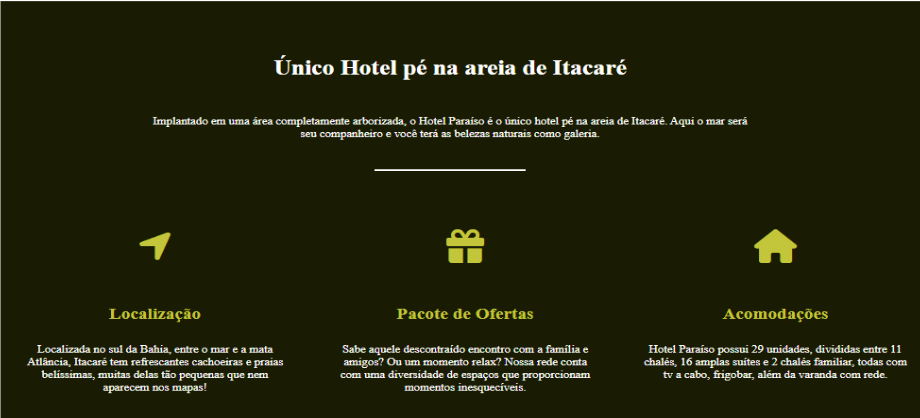 Único Hotel pé na areia de Itacaré
Implantado em uma área completamente arborizada, o Hotel Paraíso é o único hotel pé na areia de Itacaré. Aqui o mar será
seu companheiro e você terá as belezas naturais como galeria.
Localização
Localizada no sul da Bahia, entre o mar e a mata
Atlância, Itacaré tem refrescantes cachoeiras e praias
belíssimas, muitas delas tão pequenas que nem
aparecem nos mapas!
Pacote de Ofertas
Sabe aquele descontraído encontro com a família e
amigos? Ou um momento relax? Nossa rede conta
com uma diversidade de espaços que proporcionam
momentos inesquecíveis.
Acomodações
Hotel Paraíso possui 29 unidades, divididas entre 11
chalés, 16 amplas suítes e 2 chalés familiar, todas com
tv a cabo, frigobar, além da varanda com rede.